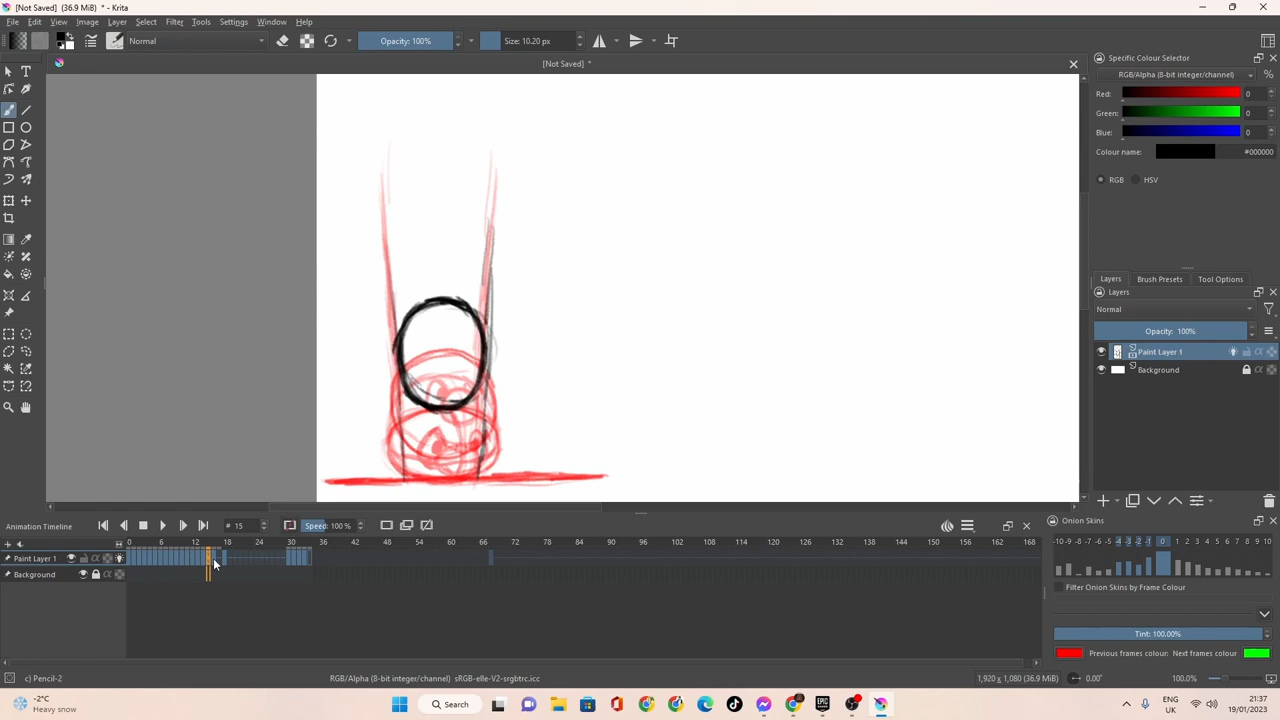 [Not Saved] (36.9 MiB) * - Krita
File Edit View Image Layer Select Filter Tools Settings Window Help
Normal Opacity: 100% Size: 10.20 px
[Not Saved] *
Specific Colour Selector
RGB/Alpha (8-bit integer/channel) %
Red: 0
Green: 0
Blue: 0
Colour name: #000000
RGB HSV
Layers Brush Presets Tool Options
Layers
Normal
Opacity: 100%
Paint Layer 1
Background
Animation Timeline # 15 Speed: 100 %
Onion Skins
0 6 12 18 24 30 36 42 48 54 60 66 72 78 84 90 96 102 108 114 120 126 132 138 144 150 156 162 168
-10 -9 -8 -7 -6 -5 -4 -3 -2 -1 0 1 2 3 4 5 6 7 8 9 10
Paint Layer 1
Background
Filter Onion Skins by Frame Colour
Tint: 100.00%
Previous frames colour: Next frames colour:
c) Pencil-2 RGB/Alpha (8-bit integer/channel) sRGB-elle-V2-srgbtrc.icc 1,920 x 1,080 (36.9 MiB) 0.00° 100.0%
-2°C
Heavy snow
Search
ENG
UK
21:37
19/01/2023